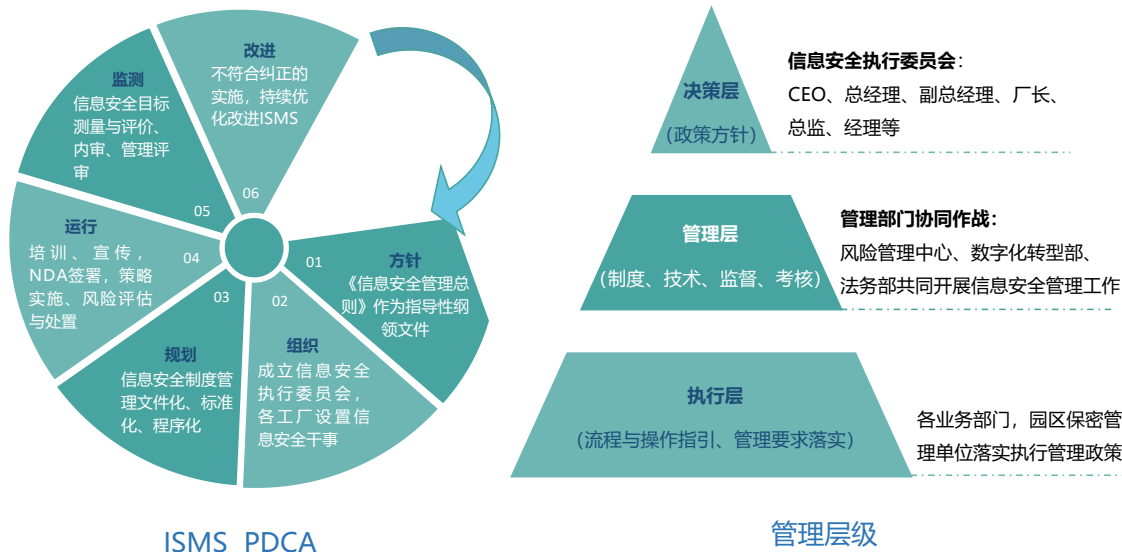 改进
不符合纠正的
实施，持续优
化改进ISMS
06
监测
信息安全目标
测量与评价、
内审、管理评
审
05
运行
培训、宣传，
NDA签署，策略
实施、风险评估
与处置
04
规划
信息安全制度管
理文件化、标准
化、程序化
03
组织
成立信息安全
执行委员会，
各工厂设置信
息安全干事
02
方针
《信息安全管理总
则》作为指导性纲
领文件
01
ISMS PDCA
决策层
（政策方针）
信息安全执行委员会：
CEO、总经理、副总经理、厂长、
总监、经理等
管理层
（制度、技术、监督、考核）
管理部门协同作战：
风险管理中心、数字化转型部、
法务部共同开展信息安全管理工作
执行层
（流程与操作指引、管理要求落实）
各业务部门，园区保密管
理单位落实执行管理政策
管理层级